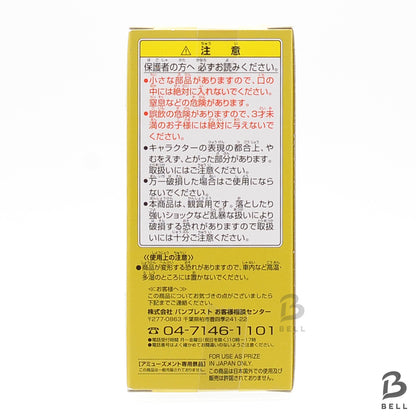 ⚠注意
保護者の方へ 必ずお読みください。
●小さな部品がありますので、口の
中には絶対に入れないでください。
窒息などの危険があります。
●誤飲の危険がありますので、3才未
満のお子様には絶対に与えないで
ください。
●キャラクターの表現の都合上、や
むをえず、とがった部分があります。
取扱いにはご注意ください。
●万一破損した場合はご使用になら
ないでください。
●本商品は、観賞用です。落としたり
強いショックなど乱暴な扱いにより
破損する恐れがありますので取扱
いには十分ご注意ください。
〈使用上の注意〉
●商品が変形する恐れがありますので、車内など高温・
多湿のところには置かないでください。
<お客様へ>
この商品についてお気づきの点がございましたら
下記までご連絡ください。
株式会社 バンプレスト お客様相談センター
〒277-0863 千葉県柏市豊四季241-22
☎ 04-7146-1101
FOR USE AS PRIZE
IN JAPAN ONLY.
この商品は日本国外での使用及び
販売は許諾されておりません。
[アミューズメント専用景品]
B
BELL
B
BELL